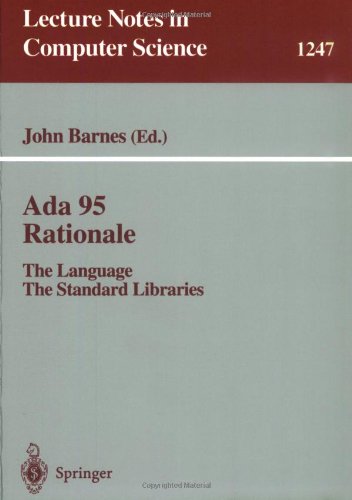 Lecture Notes in
Computer Science 1247
John Barnes (Ed.)
Ada 95
Rationale
The Language
The Standard Libraries
Springer